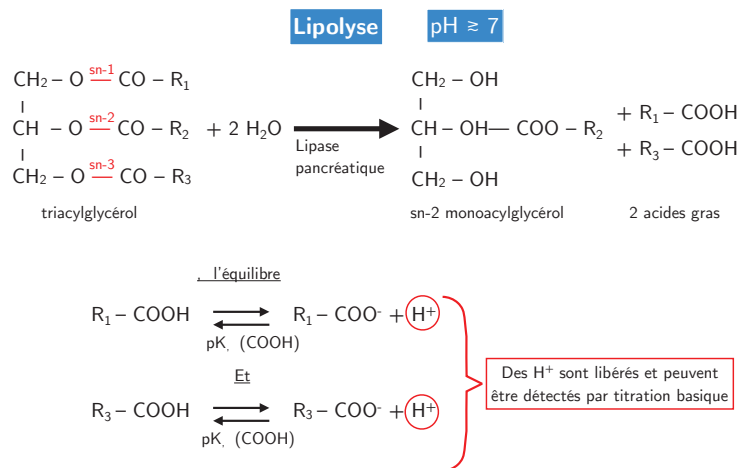 Lipolyse pH ≷ 7
CH₂ – O sn-1 — CO – R₁
CH – O sn-2 — CO – R₂ + 2 H₂O
CH₂ – O sn-3 — CO – R₃
triacylglycérol
Lipase
pancréatique
CH₂ – OH
CH – OH — COO – R₂
CH₂ – OH
sn-2 monoacylglycérol
+ R₁ – COOH
+ R₃ – COOH
2 acides gras
, l'équilibre
R₁ – COOH R₁ – COO⁻ + H⁺
pK, (COOH)
Et
R₃ – COOH R₃ – COO⁻ + H⁺
pK, (COOH)
Des H⁺ sont libérés et peuvent
être détectés par titration basique